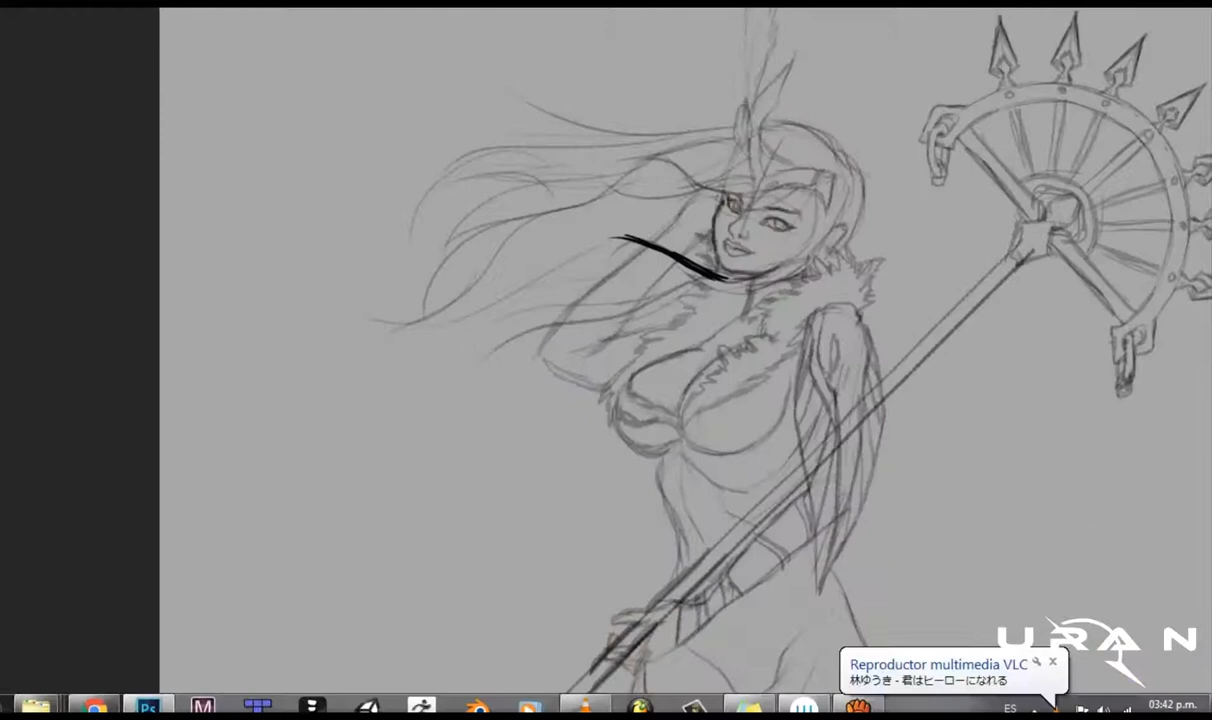 URAN
Reproductor multimedia VLC
林ゆうき - 君はヒーローになれる
Ps
M
ES
03:42 p.m.